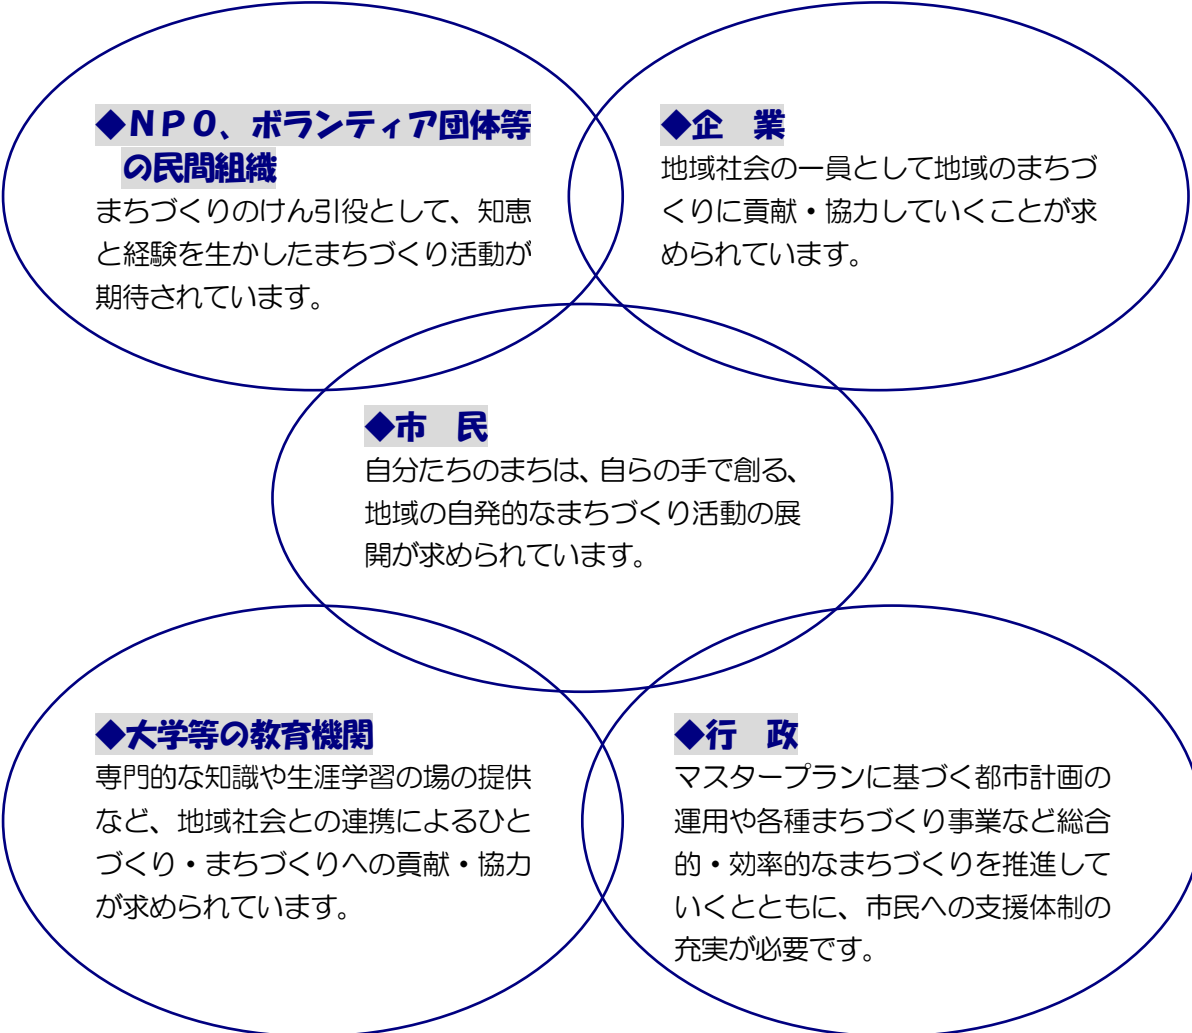 ◆NPO、ボランティア団体等
の民間組織
まちづくりのけん引役として、知恵
と経験を生かしたまちづくり活動が
期待されています。
◆企　業
地域社会の一員として地域のまちづ
くりに貢献・協力していくことが求
められています。
◆市　民
自分たちのまちは、自らの手で創る、
地域の自発的なまちづくり活動の展
開が求められています。
◆大学等の教育機関
専門的な知識や生涯学習の場の提供
など、地域社会との連携によるひと
づくり・まちづくりへの貢献・協力
が求められています。
◆行　政
マスタープランに基づく都市計画の
運用や各種まちづくり事業など総合
的・効率的なまちづくりを推進して
いくとともに、市民への支援体制の
充実が必要です。